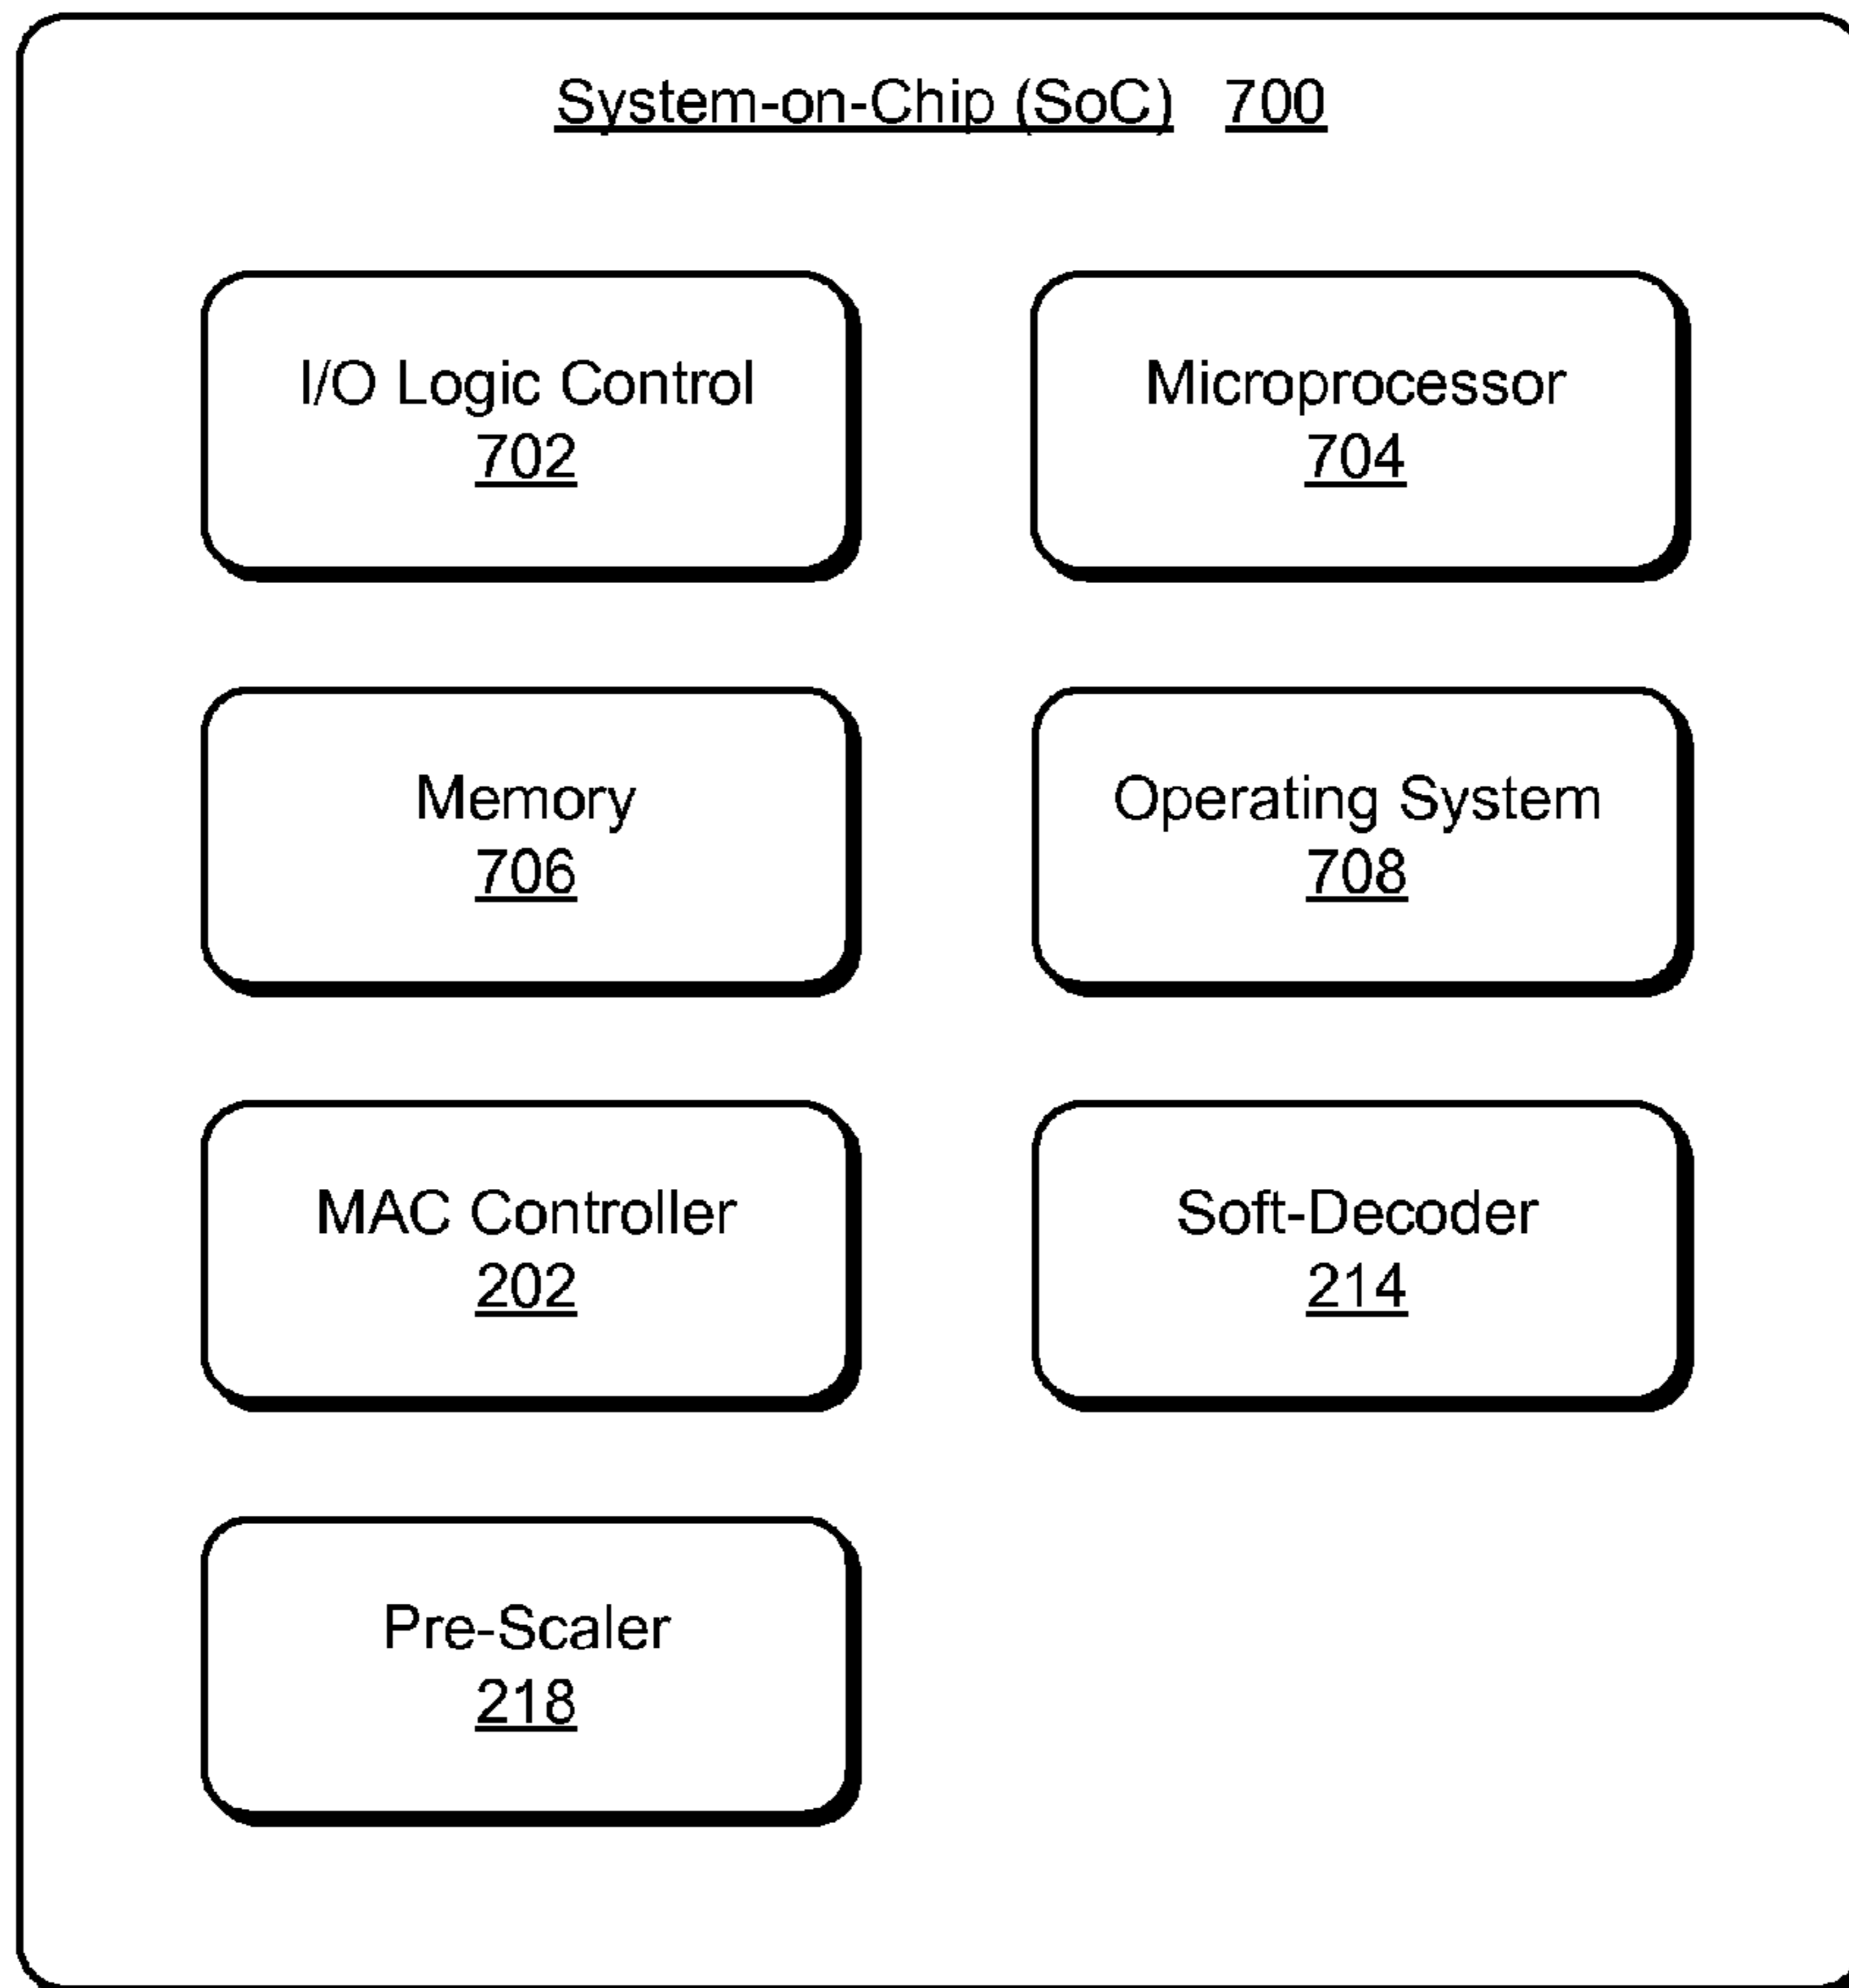 System-on-Chip (SoC) 700
I/O Logic Control
702
Microprocessor
704
Memory
706
Operating System
708
MAC Controller
202
Soft-Decoder
214
Pre-Scaler
218